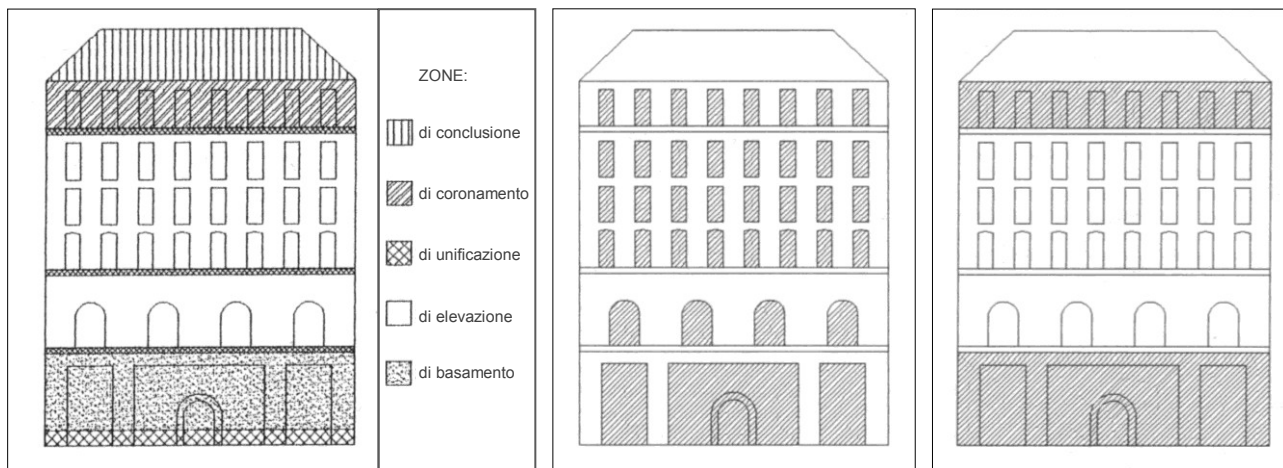 ZONE:
di conclusione
di coronamento
di unificazione
di elevazione
di basamento